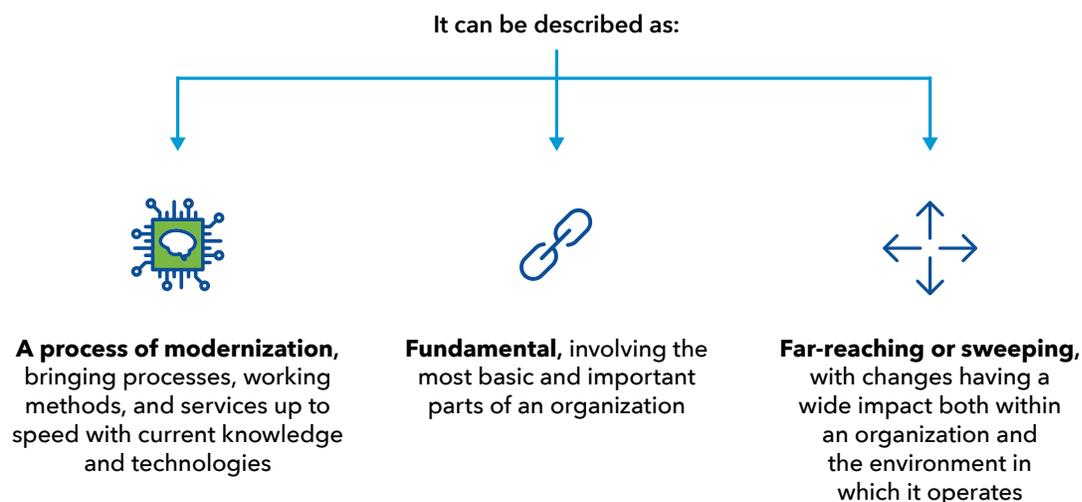 It can be described as:
A process of modernization,
bringing processes, working
methods, and services up to
speed with current knowledge
and technologies
Fundamental, involving the
most basic and important
parts of an organization
Far-reaching or sweeping,
with changes having a
wide impact both within
an organization and
the environment in
which it operates